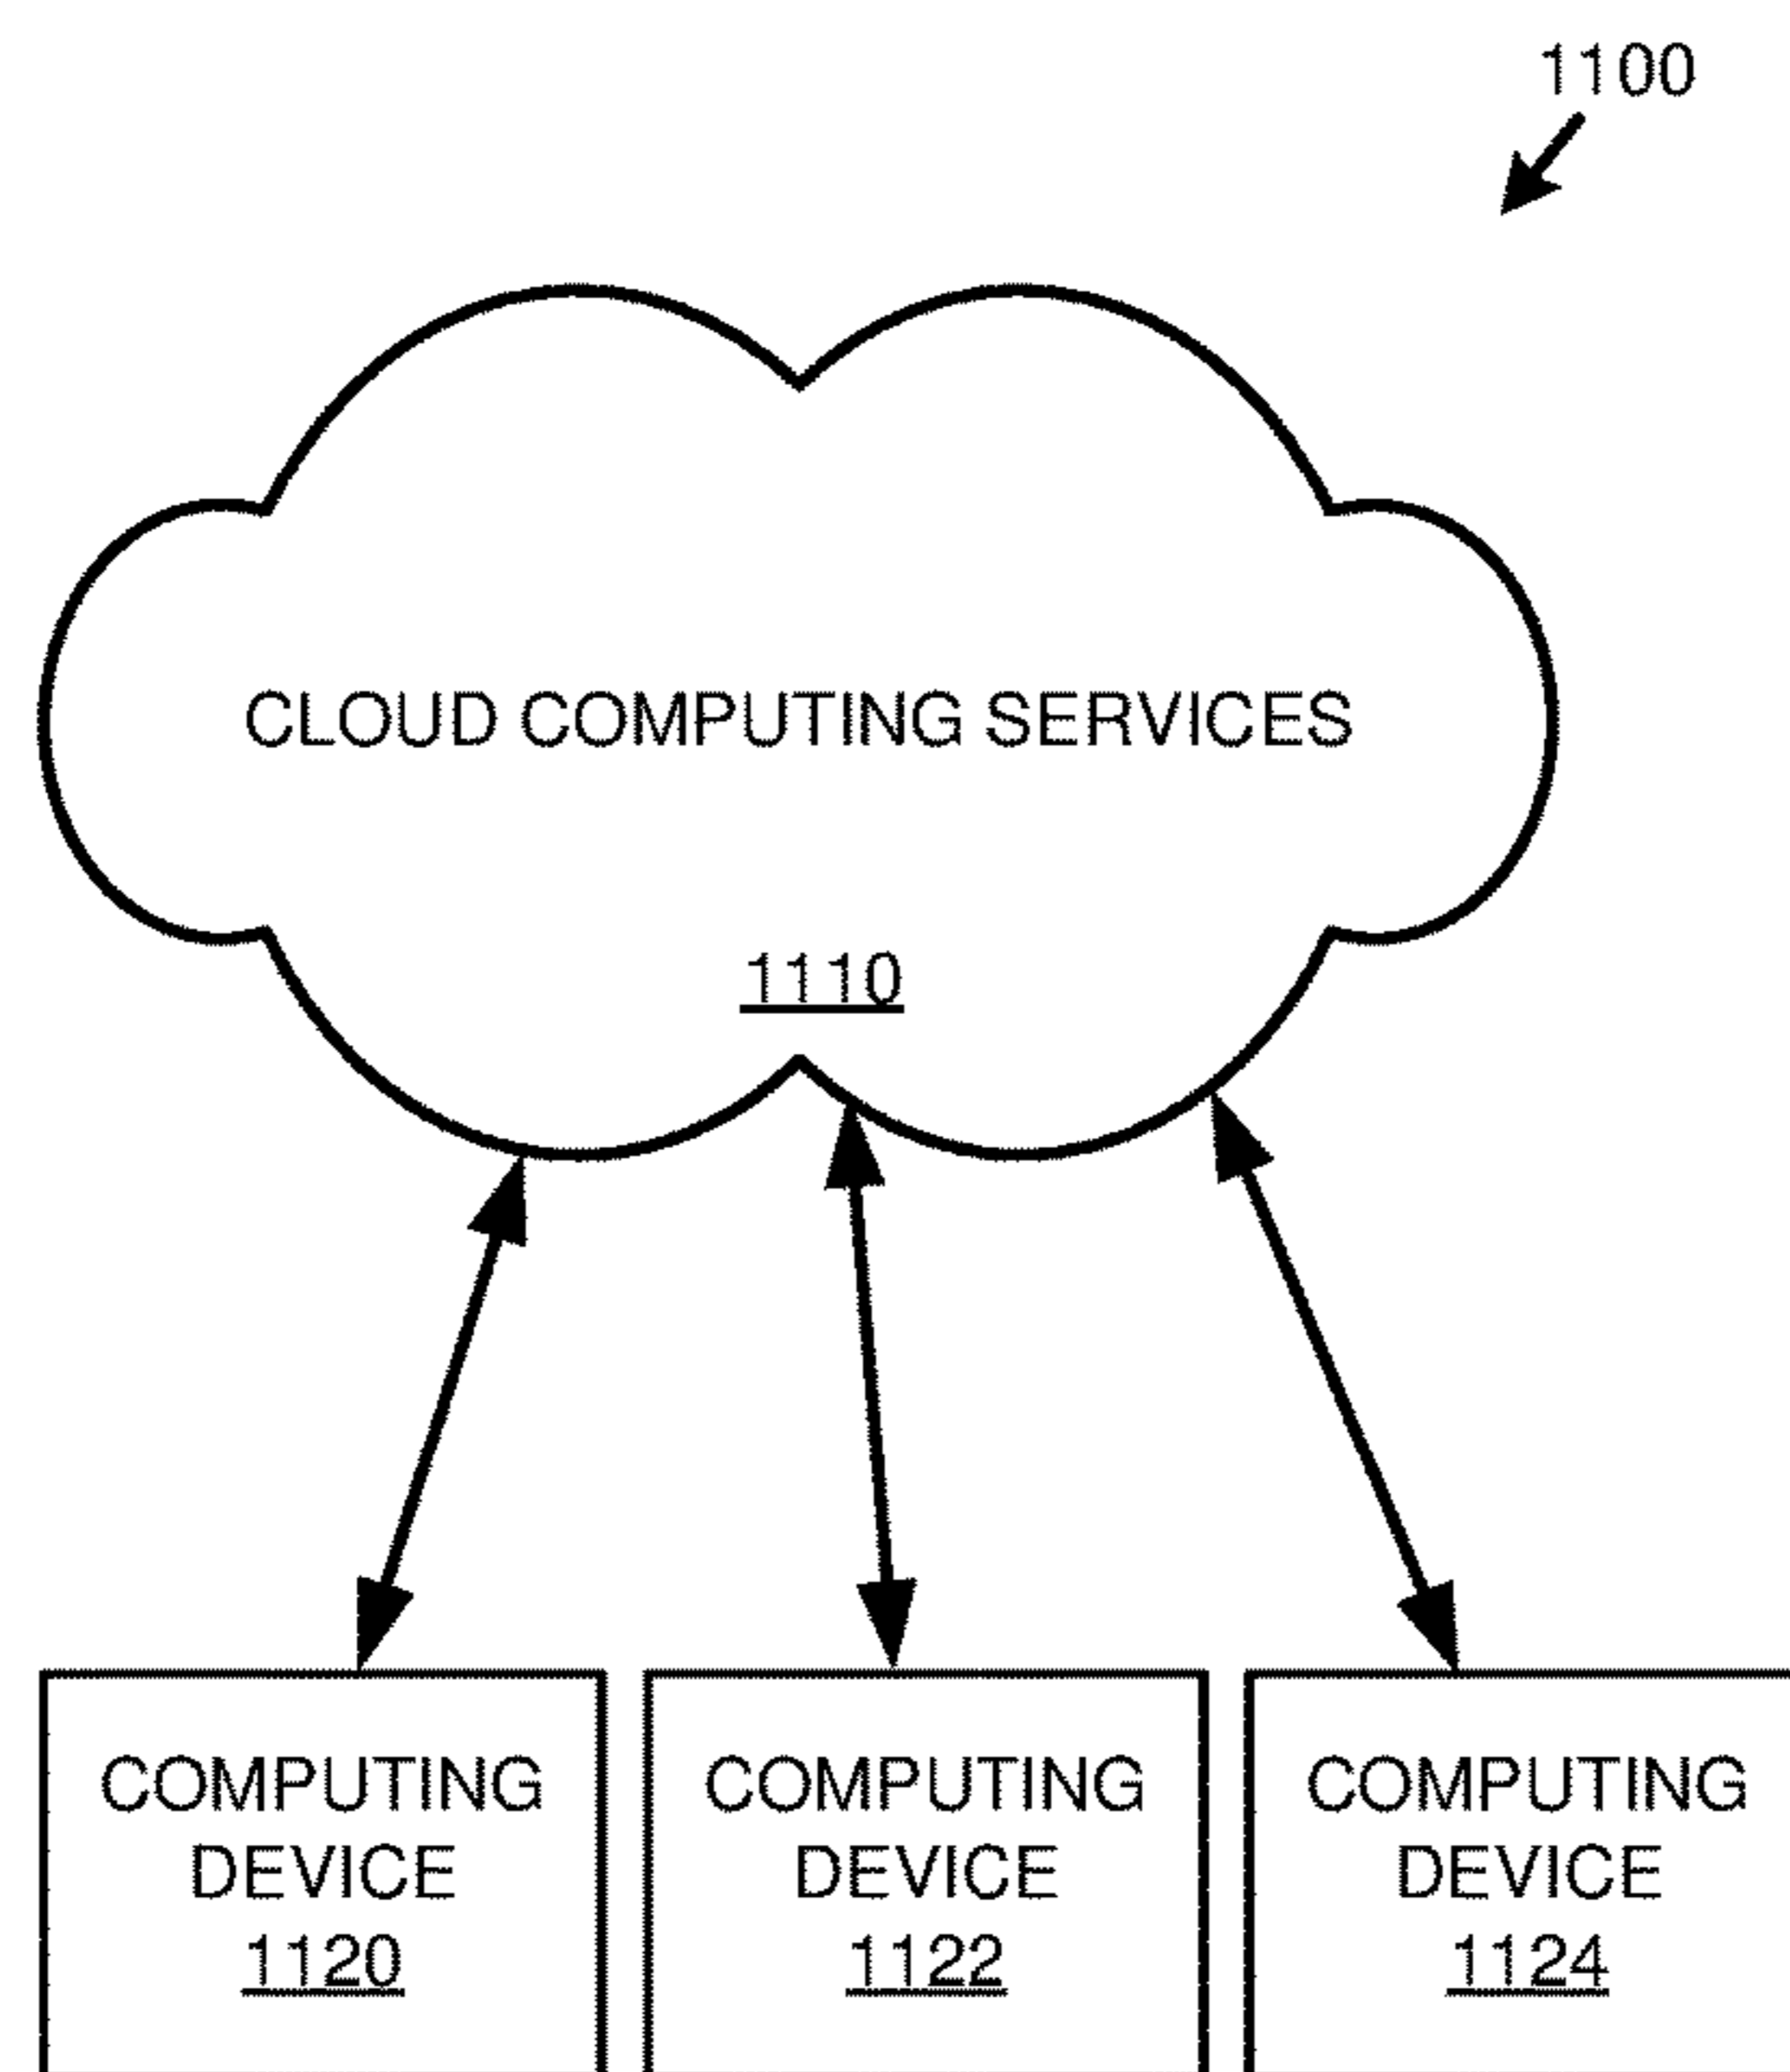 1100
CLOUD COMPUTING SERVICES
1110
COMPUTING
DEVICE
1120
COMPUTING
DEVICE
1122
COMPUTING
DEVICE
1124